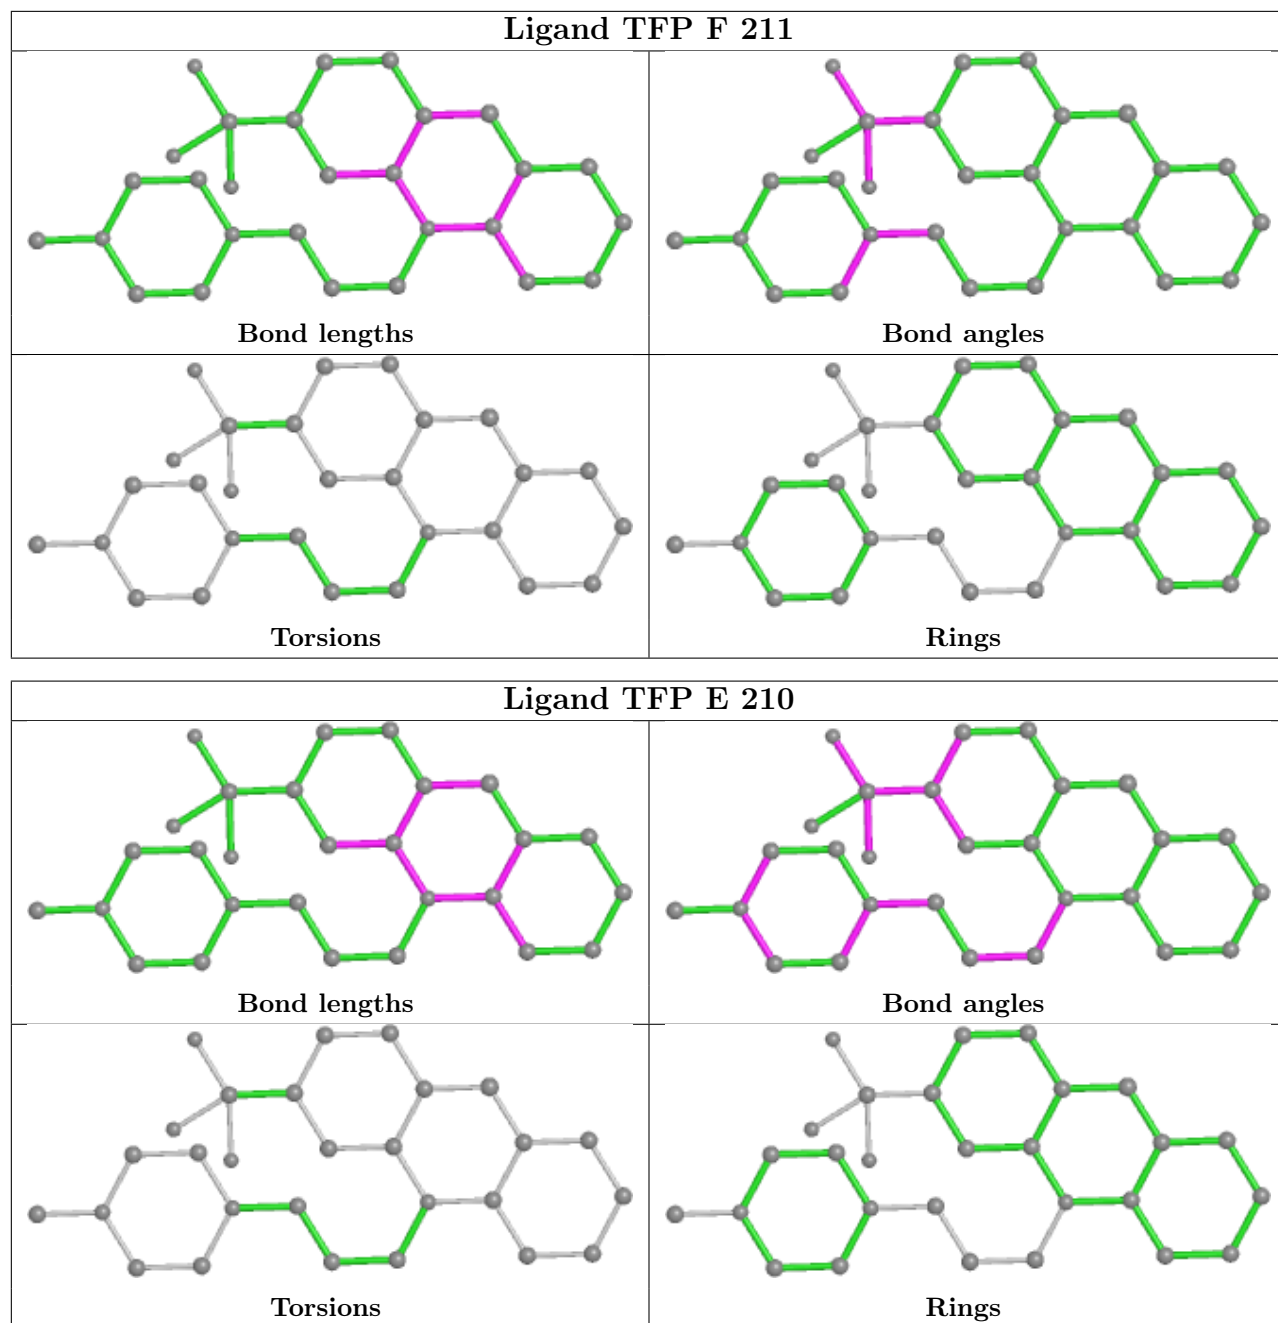 Ligand TFP F 211
Bond lengths
Bond angles
Torsions
Rings
Ligand TFP E 210
Bond lengths
Bond angles
Torsions
Rings